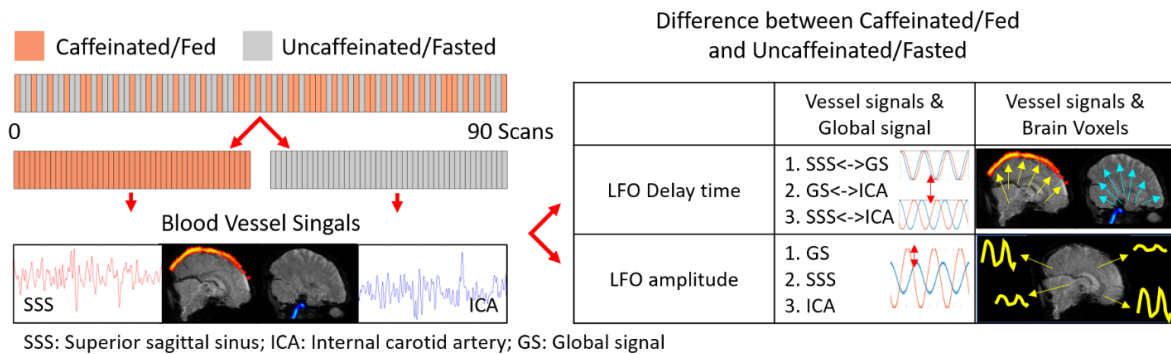 Caffeinated/Fed
Uncaffeinated/Fasted
0
90 Scans
Blood Vessel Singals
SSS
ICA
SSS: Superior sagittal sinus; ICA: Internal carotid artery; GS: Global signal
Difference between Caffeinated/Fed
and Uncaffeinated/Fasted
Vessel signals &
Global signal
Vessel signals &
Brain Voxels
LFO Delay time
1. SSS<->GS
2. GS<->ICA
3. SSS<->ICA
LFO amplitude
1. GS
2. SSS
3. ICA